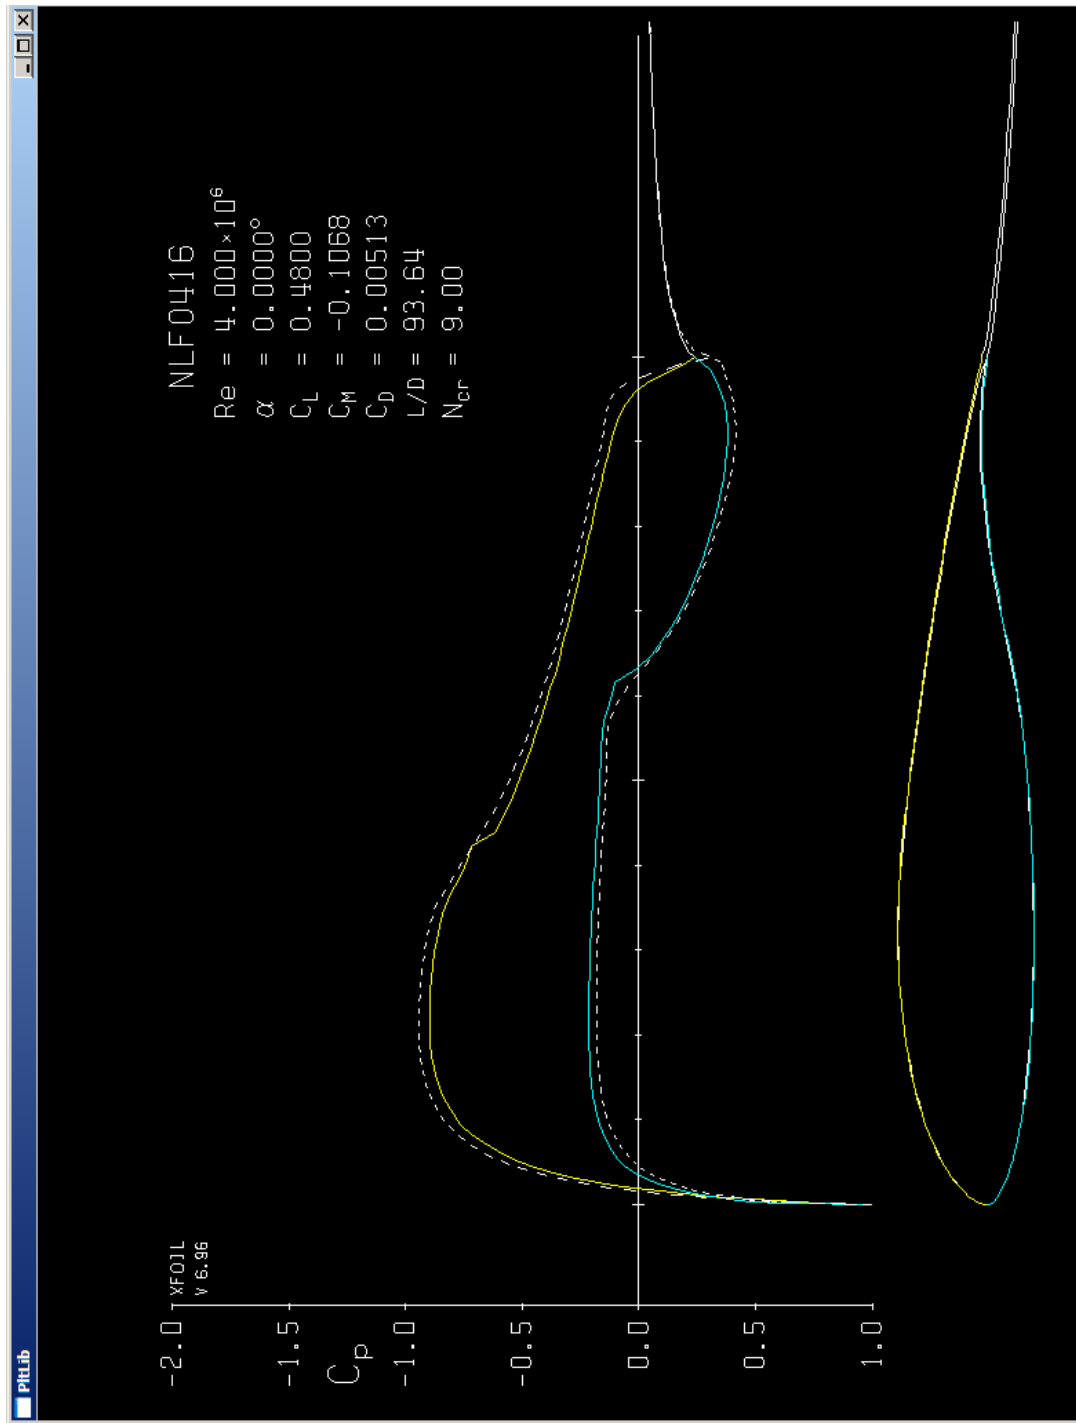 PltLib
XFOIL
V 6.96
NLF0416
Re = 4.000×10⁶
α = 0.0000°
C_L = 0.4800
C_M = -0.1068
C_D = 0.00513
L/D = 93.64
N_cr = 9.00
-2.0
-1.5
-1.0
C_p
-0.5
0.0
0.5
1.0